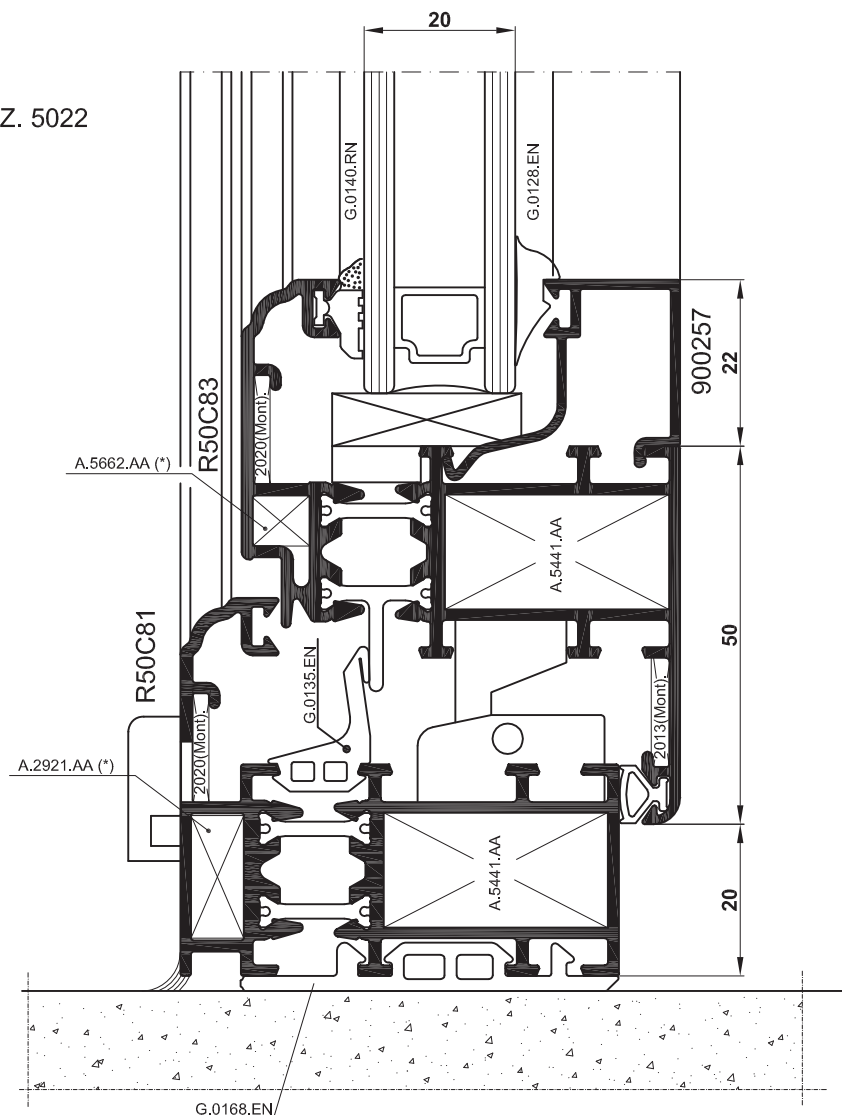 20
Z. 5022
G.0140.RN
G.0128.EN
900257
22
R50C83
2020(Mont).
A.5662.AA (*)
A.5441.AA
50
R50C81
G.0135.EN
2020(Mont).
2013(Mont).
A.2921.AA (*)
A.5441.AA
20
G.0168.EN